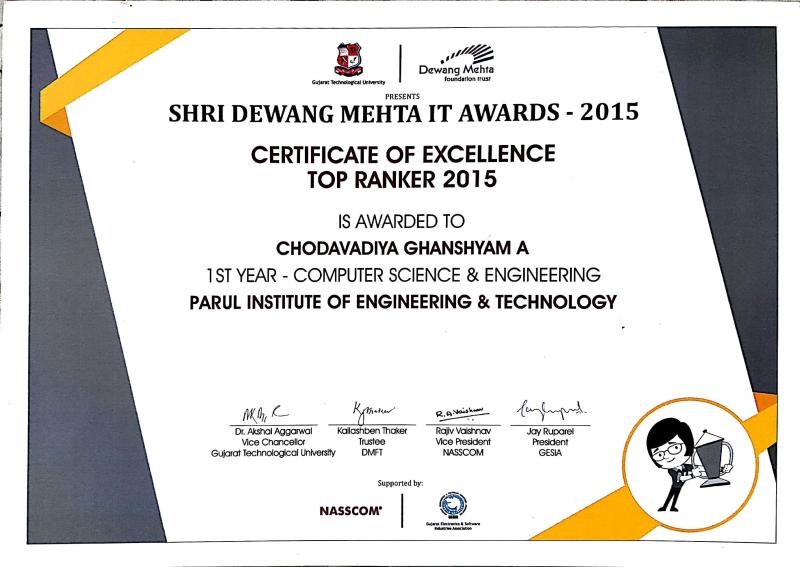 Gujarat Technological University
Dewang Mehta
foundation trust
PRESENTS
SHRI DEWANG MEHTA IT AWARDS - 2015
CERTIFICATE OF EXCELLENCE
TOP RANKER 2015
IS AWARDED TO
CHODAVADIYA GHANSHYAM A
1ST YEAR - COMPUTER SCIENCE & ENGINEERING
PARUL INSTITUTE OF ENGINEERING & TECHNOLOGY
R.A.Vaishnav
Dr. Akshai Aggarwal
Vice Chancellor
Gujarat Technological University
Kailashben Thaker
Trustee
DMFT
Rajiv Vaishnav
Vice President
NASSCOM
Jay Ruparel
President
GESIA
Supported by:
NASSCOM®
Gujarat Electronics & Software
Industries Association